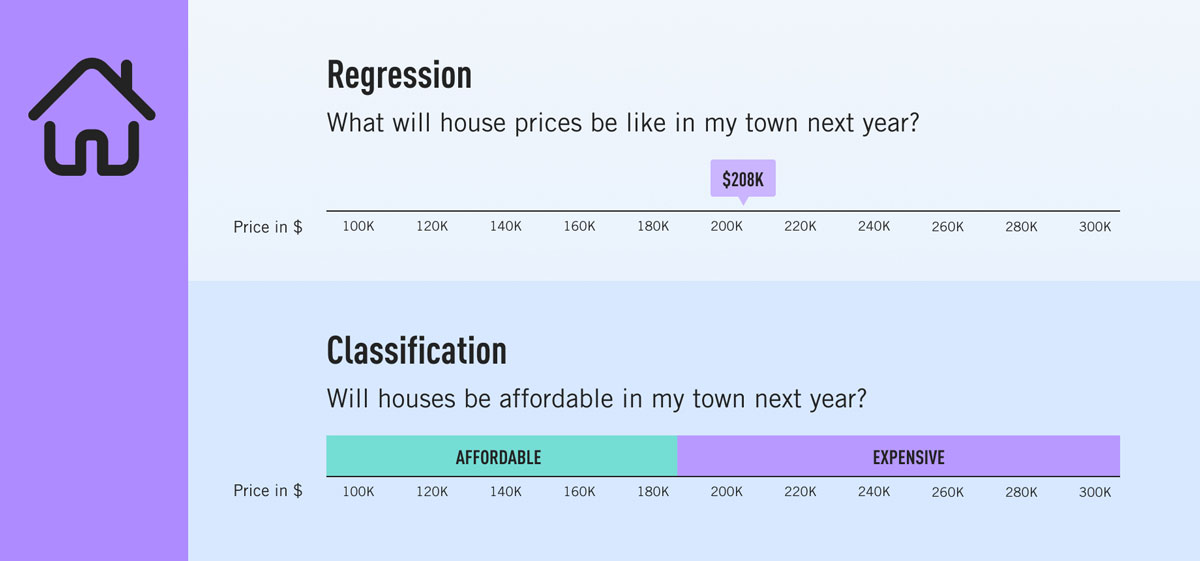 Regression
What will house prices be like in my town next year?
$208K
Price in $ 100K 120K 140K 160K 180K 200K 220K 240K 260K 280K 300K
Classification
Will houses be affordable in my town next year?
AFFORDABLE EXPENSIVE
Price in $ 100K 120K 140K 160K 180K 200K 220K 240K 260K 280K 300K